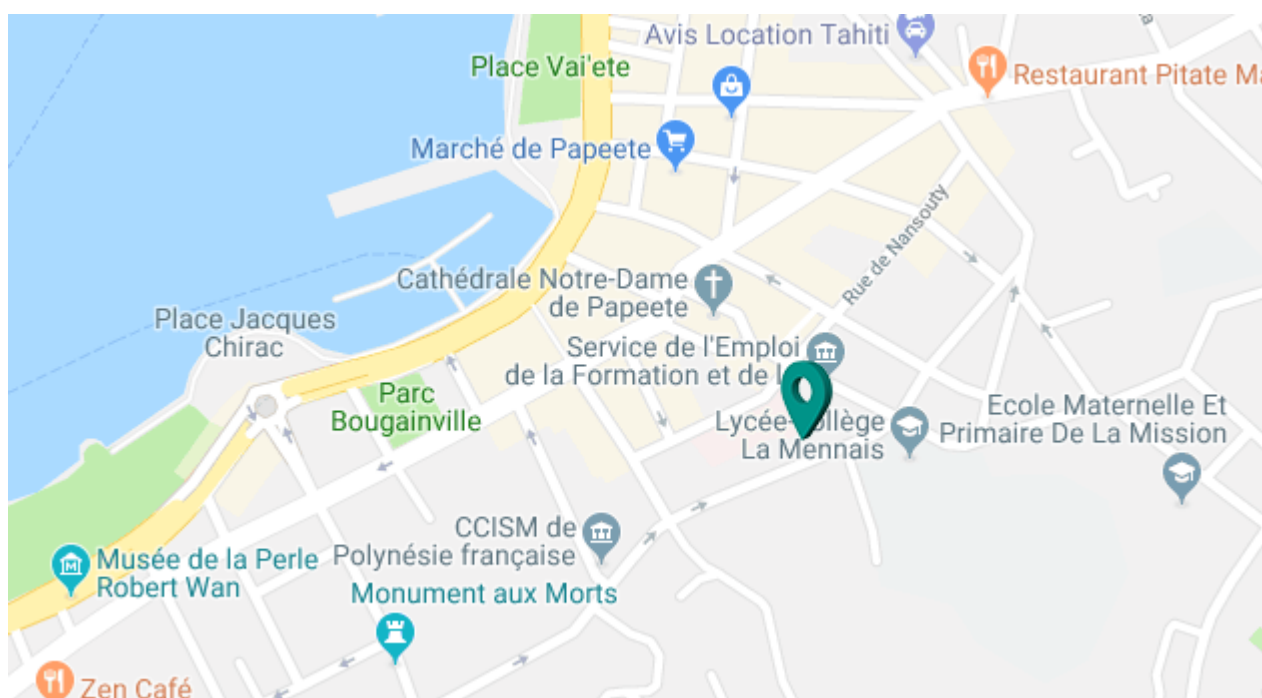 Avis Location Tahiti
Place Vai'ete
Restaurant Pitate Ma
Marché de Papeete
Rue de Nansouty
Cathédrale Notre-Dame
de Papeete
Place Jacques
Chirac
Service de l'Emploi
de la Formation et de
Parc
Bougainville
Lycée-Collège
La Mennais
Ecole Maternelle Et
Primaire De La Mission
CCISM de
Polynésie française
Musée de la Perle
Robert Wan
Monument aux Morts
Zen Café